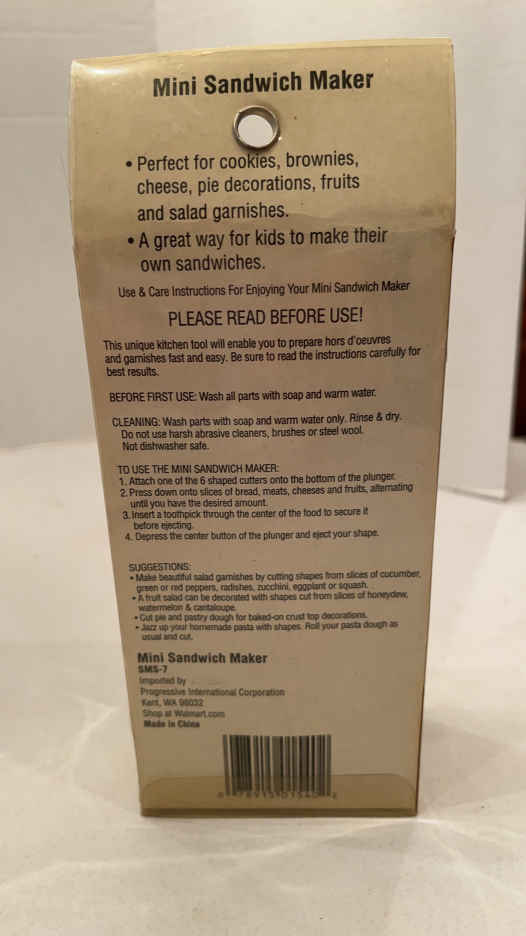 Mini Sandwich Maker
• Perfect for cookies, brownies,
cheese, pie decorations, fruits
and salad garnishes.
• A great way for kids to make their
own sandwiches.
Use & Care Instructions For Enjoying Your Mini Sandwich Maker
PLEASE READ BEFORE USE!
This unique kitchen tool will enable you to prepare hors d'oeuvres
and garnishes fast and easy. Be sure to read the instructions carefully for
best results.
BEFORE FIRST USE: Wash all parts with soap and warm water.
CLEANING: Wash parts with soap and warm water only. Rinse & dry.
Do not use harsh abrasive cleaners, brushes or steel wool.
Not dishwasher safe.
TO USE THE MINI SANDWICH MAKER:
1. Attach one of the 6 shaped cutters onto the bottom of the plunger.
2. Press down onto slices of bread, meats, cheeses and fruits, alternating
until you have the desired amount.
3. Insert a toothpick through the center of the food to secure it
before ejecting.
4. Depress the center button of the plunger and eject your shape.
SUGGESTIONS:
• Make beautiful salad garnishes by cutting shapes from slices of cucumber,
green or red peppers, radishes, zucchini, eggplant or squash.
• A fruit salad can be decorated with shapes cut from slices of honeydew,
watermelon & cantaloupe.
• Cut pie and pastry dough for baked-on crust top decorations.
• Jazz up your homemade pasta with shapes. Roll your pasta dough as
usual and cut.
Mini Sandwich Maker
SMS-7
Imported by
Progressive International Corporation
Kent, WA 98032
Shop at Walmart.com
Made in China